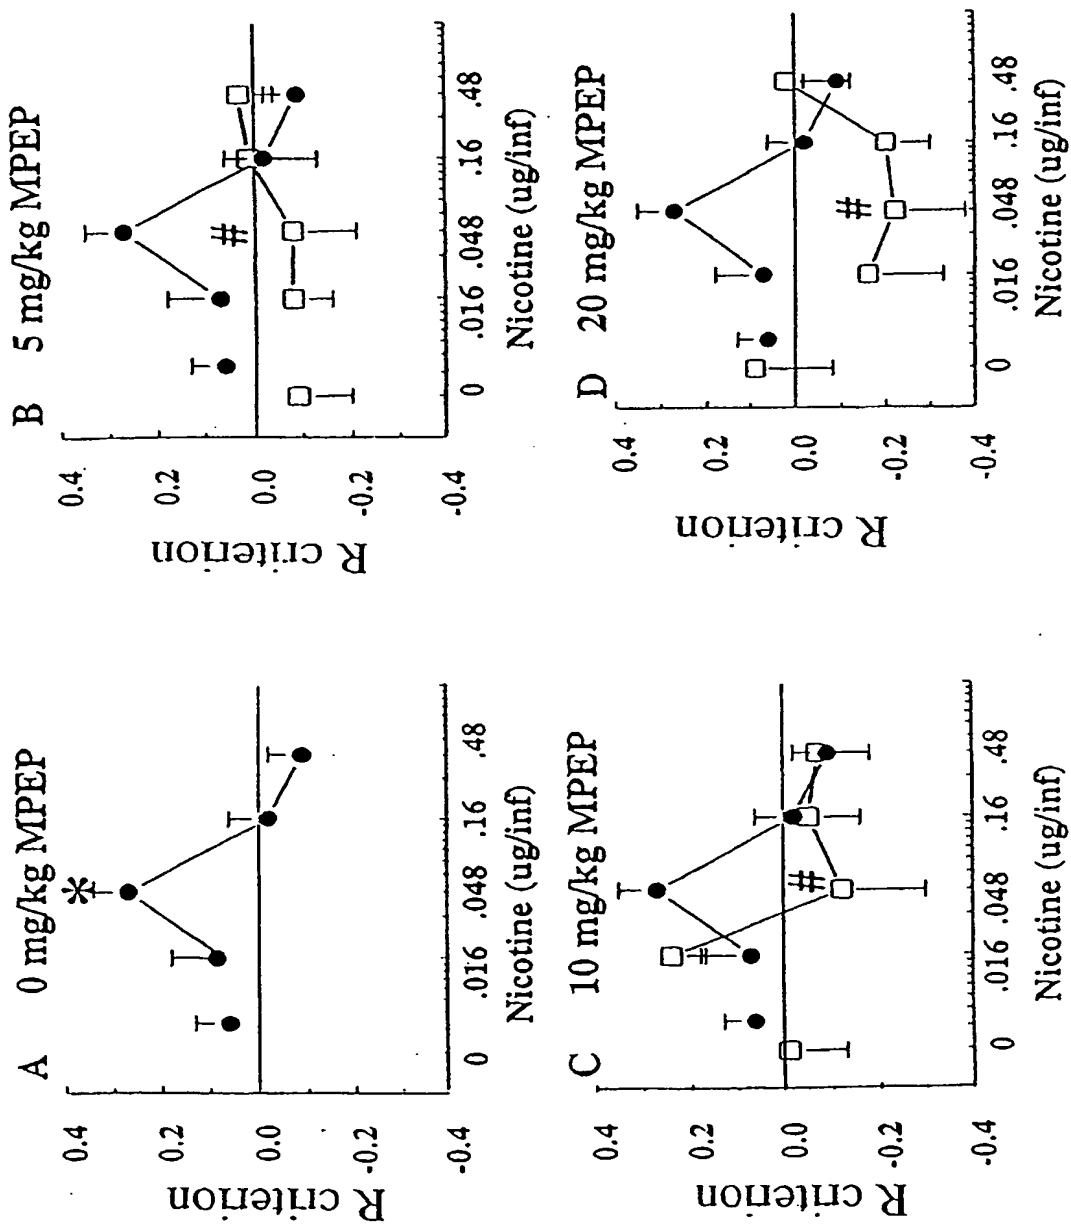 A 0 mg/kg MPEP
*
R criterion
0.4
0.2
0.0
-0.2
-0.4
0 .016 .048 .16 .48
Nicotine (ug/inf)
B 5 mg/kg MPEP
R criterion
0.4
0.2
0.0
-0.2
-0.4
##
#
0 .016 .048 .16 .48
Nicotine (ug/inf)
C 10 mg/kg MPEP
R criterion
0.4
0.2
0.0
-0.2
-0.4
#
##
0 .016 .048 .16 .48
Nicotine (ug/inf)
D 20 mg/kg MPEP
R criterion
0.4
0.2
0.0
-0.2
-0.4
##
0 .016 .048 .16 .48
Nicotine (ug/inf)